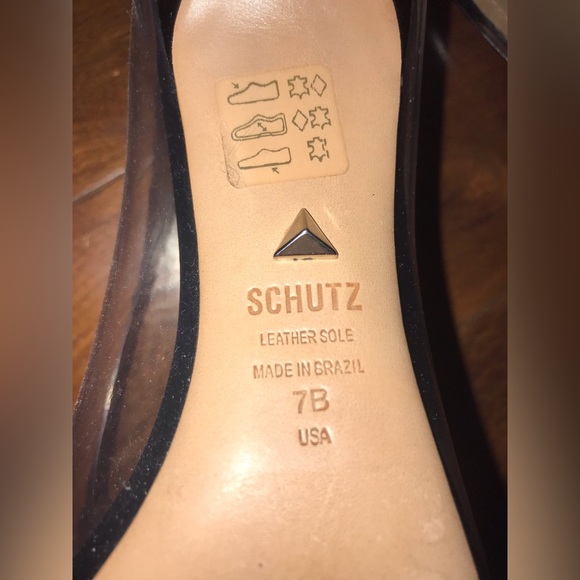 SCHUTZ
LEATHER SOLE
MADE IN BRAZIL
7B
USA